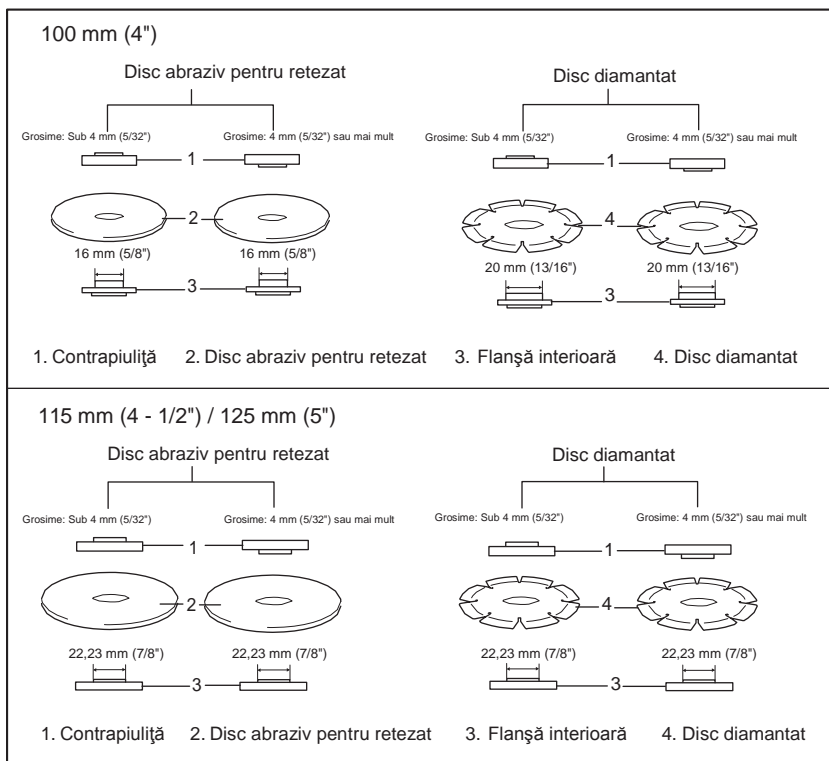 100 mm (4")
Disc abraziv pentru retezat Disc diamantat
Grosime: Sub 4 mm (5/32") Grosime: 4 mm (5/32") sau mai mult Grosime: Sub 4 mm (5/32") Grosime: 4 mm (5/32") sau mai mult
1 1
2 4
16 mm (5/8") 16 mm (5/8") 20 mm (13/16") 20 mm (13/16")
3 3
1. Contrapiuliţă 2. Disc abraziv pentru retezat 3. Flanşă interioară 4. Disc diamantat
115 mm (4 - 1/2") / 125 mm (5")
Disc abraziv pentru retezat Disc diamantat
Grosime: Sub 4 mm (5/32") Grosime: 4 mm (5/32") sau mai mult Grosime: Sub 4 mm (5/32") Grosime: 4 mm (5/32") sau mai mult
1 1
2 4
22,23 mm (7/8") 22,23 mm (7/8") 22,23 mm (7/8") 22,23 mm (7/8")
3 3
1. Contrapiuliţă 2. Disc abraziv pentru retezat 3. Flanşă interioară 4. Disc diamantat